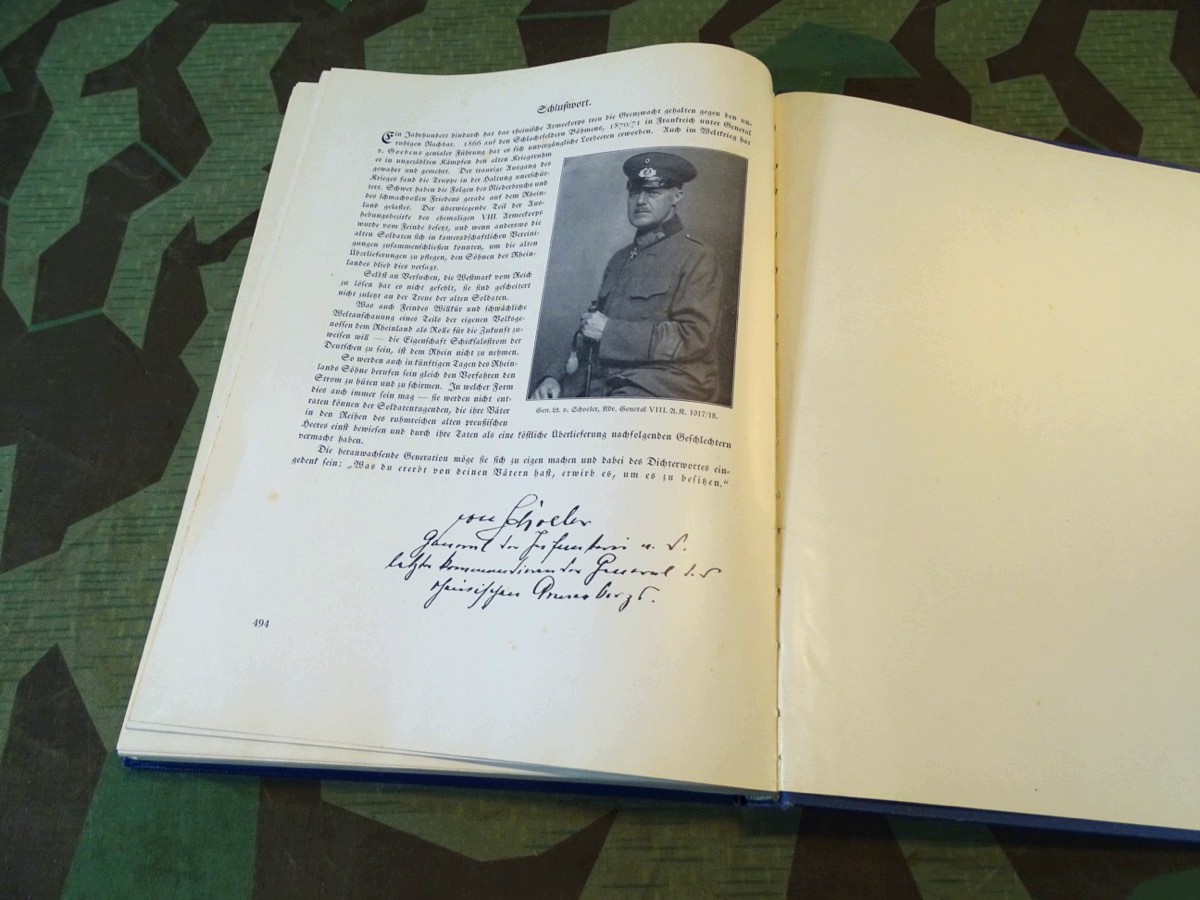 Schlußwort.
Ein Jahrhundert hindurch hat das rheinische Armeekorps treu die Grenzwacht gehalten gegen den un-
ruhigen Nachbar. 1866 auf den Schlachtfeldern Böhmens, 1870/71 in Frankreich unter General
v. Goebens genialer Führung hat es sich unvergängliche Lorbeeren erworben. Auch im Weltkrieg hat
es in ungezählten Kämpfen den alten Kriegsruhm
gewahrt und gemehrt. Der traurige Ausgang des
Krieges fand die Truppe in der Haltung unerschüt-
tert. Schwer haben die Folgen des Niederbruchs und
des schmachvollen Friedens gerade auf dem Rhein-
land gelastet. Der überwiegende Teil der Aus-
hebungsbezirke des ehemaligen VIII. Armeekorps
wurde vom Feinde besetzt, und wenn anderswo die
alten Soldaten sich in kameradschaftlichen Vereini-
gungen zusammenschließen konnten, um die alten
Überlieferungen zu pflegen, den Söhnen des Rhein-
landes blieb dies versagt.
Selbst an Versuchen, die Westmark vom Reich
zu lösen hat es nicht gefehlt, sie sind gescheitert
nicht zuletzt an der Treue der alten Soldaten.
Was auch Feindes Willkür und schwächliche
Weltanschauung eines Teils der eigenen Volksge-
nossen dem Rheinland als Rolle für die Zukunft zu-
weisen will — die Eigenschaft Schicksalsstrom der
Deutschen zu sein, ist dem Rhein nicht zu nehmen.
So werden auch in künftigen Tagen des Rhein-
lands Söhne berufen sein gleich den Vorfahren den
Strom zu hüten und zu schirmen. In welcher Form
dies auch immer sein mag — sie werden nicht ent-
raten können der Soldatentugenden, die ihre Väter
in den Reihen des ruhmreichen alten preußischen
Heeres einst bewiesen und durch ihre Taten als eine köstliche Überlieferung nachfolgenden Geschlechtern
vermacht haben.
Die heranwachsende Generation möge sie sich zu eigen machen und dabei des Dichterwortes ein-
gedenk sein: „Was du ererbt von deinen Vätern hast, erwirb es, um es zu besitzen."
Gen. Lt. v. Schoeler, Kdr. General VIII. A. K. 1917/18.
von Schoeler
General der Infanterie a. D.
letzter kommandierender General des
rheinischen Armeekorps.
494